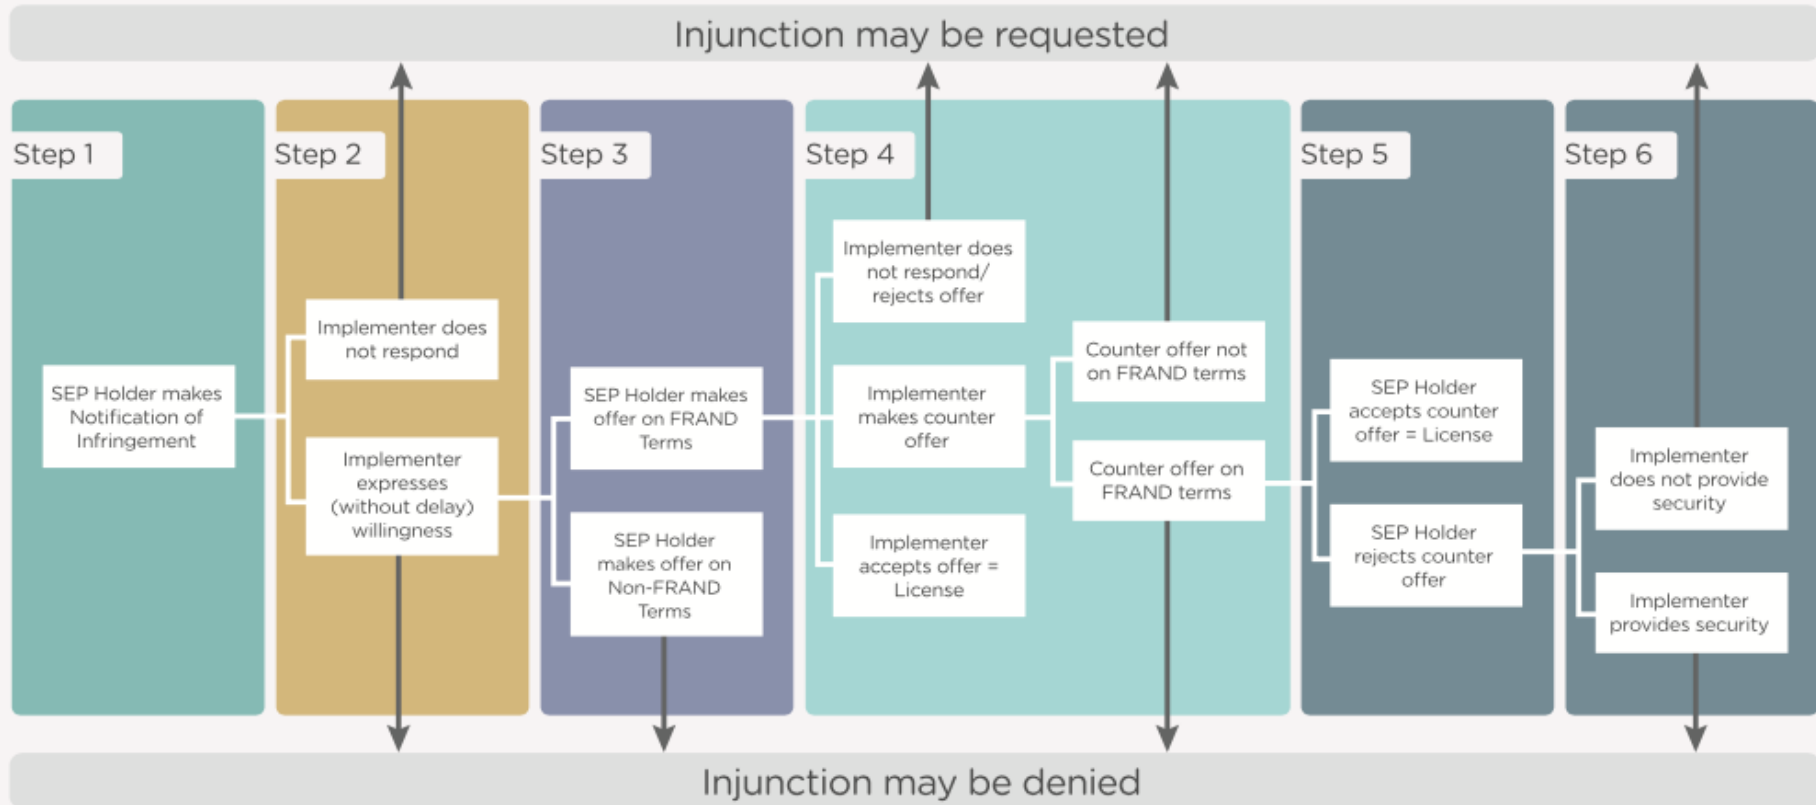 Injunction may be requested
Step 1
SEP Holder makes
Notification of
Infringement
Step 2
Implementer does
not respond
Implementer
expresses
(without delay)
willingness
Step 3
SEP Holder makes
offer on FRAND
Terms
SEP Holder
makes offer on
Non-FRAND
Terms
Step 4
Implementer does
not respond/
rejects offer
Implementer
makes counter
offer
Implementer
accepts offer =
License
Counter offer not
on FRAND terms
Counter offer on
FRAND terms
Step 5
SEP Holder
accepts counter
offer = License
SEP Holder
rejects counter
offer
Step 6
Implementer
does not provide
security
Implementer
provides security
Injunction may be denied